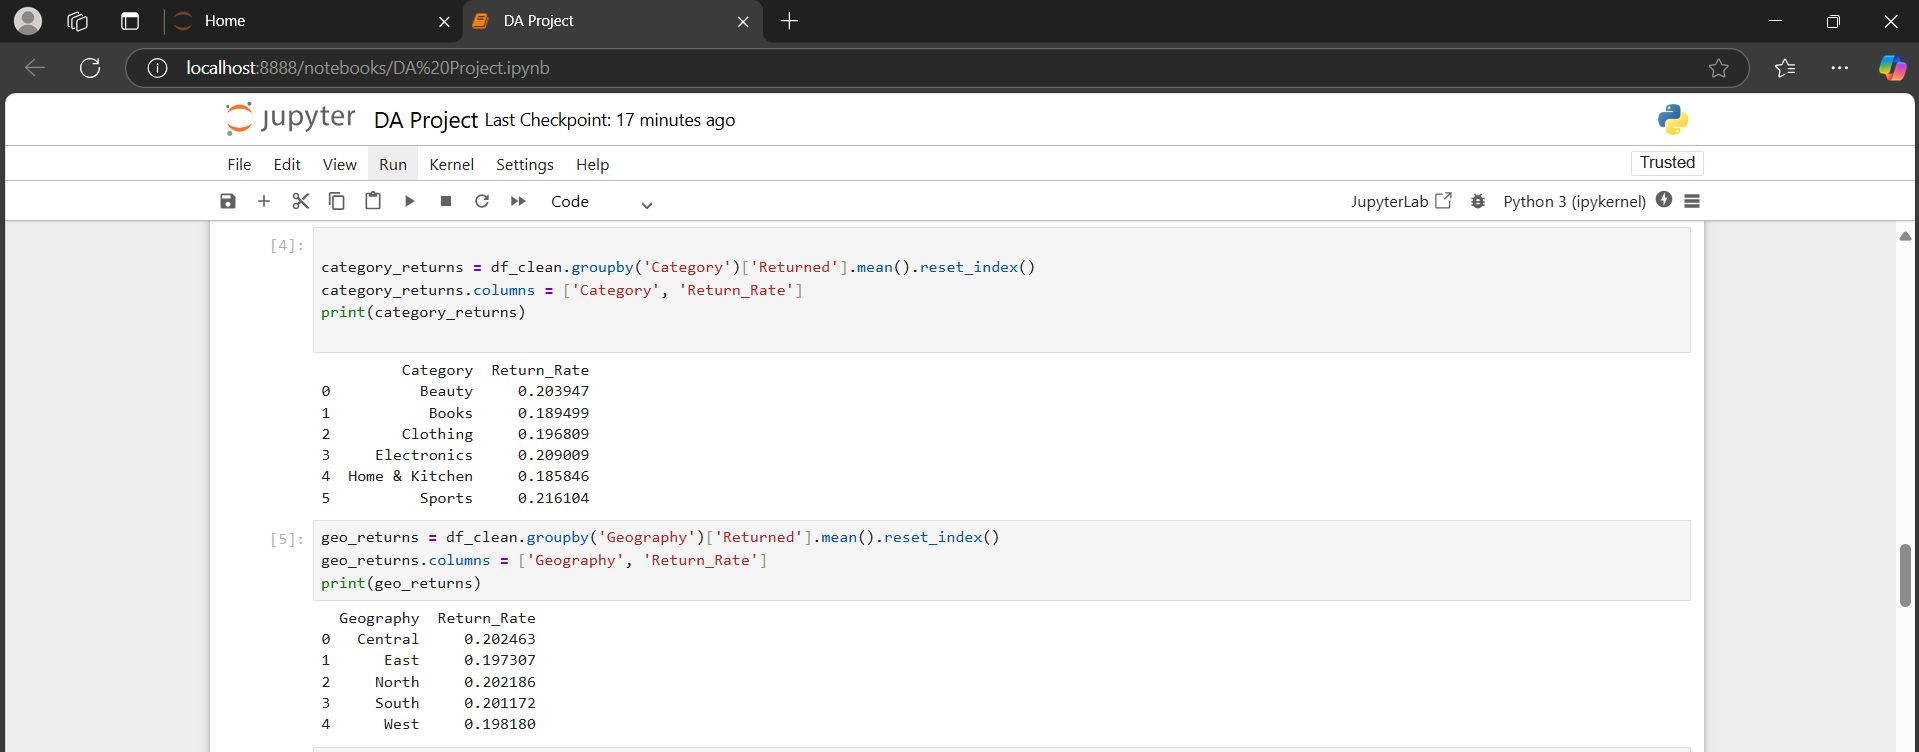 Home
DA Project
localhost:8888/notebooks/DA%20Project.ipynb
jupyter DA Project Last Checkpoint: 17 minutes ago
File Edit View Run Kernel Settings Help
Trusted
Code
JupyterLab
Python 3 (ipykernel)
[4]:
category_returns = df_clean.groupby('Category')['Returned'].mean().reset_index()
category_returns.columns = ['Category', 'Return_Rate']
print(category_returns)
Category Return_Rate
0 Beauty 0.203947
1 Books 0.189499
2 Clothing 0.196809
3 Electronics 0.209009
4 Home & Kitchen 0.185846
5 Sports 0.216104
[5]:
geo_returns = df_clean.groupby('Geography')['Returned'].mean().reset_index()
geo_returns.columns = ['Geography', 'Return_Rate']
print(geo_returns)
Geography Return_Rate
0 Central 0.202463
1 East 0.197307
2 North 0.202186
3 South 0.201172
4 West 0.198180